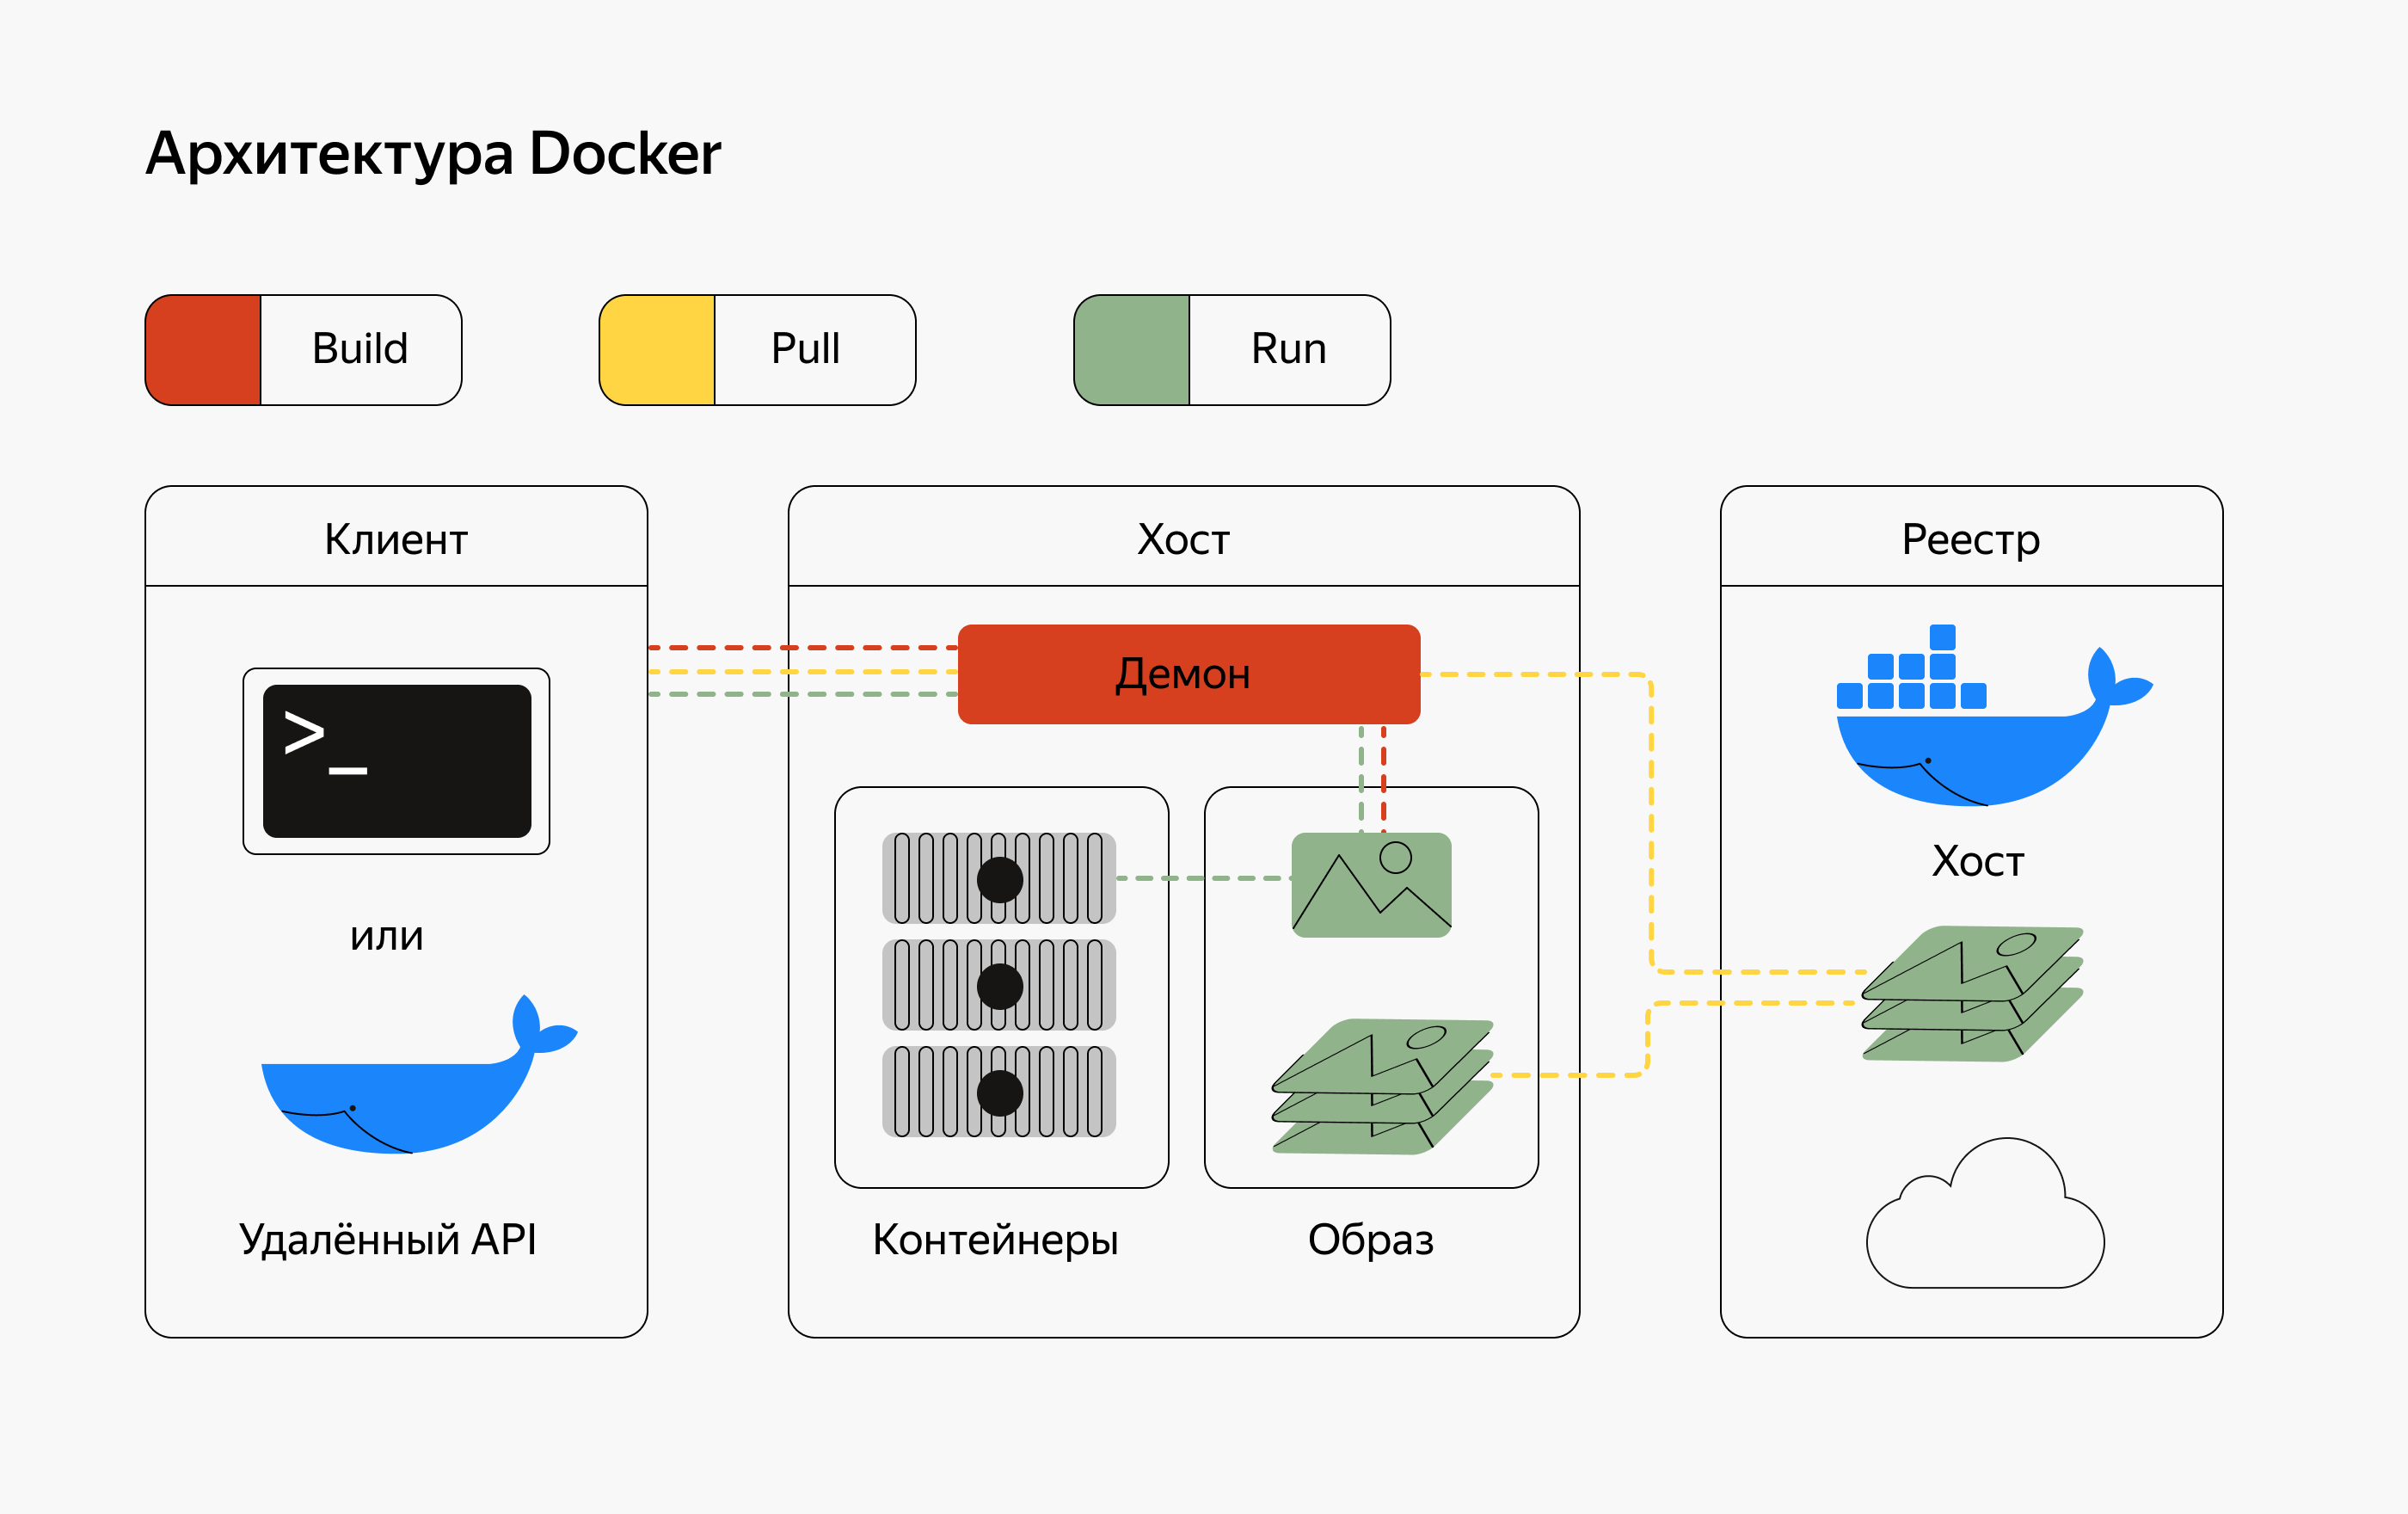 Архитектура Docker
Build
Pull
Run
Клиент
Хост
Реестр
Демон
>_
Хост
или
Удалённый API
Контейнеры
Образ